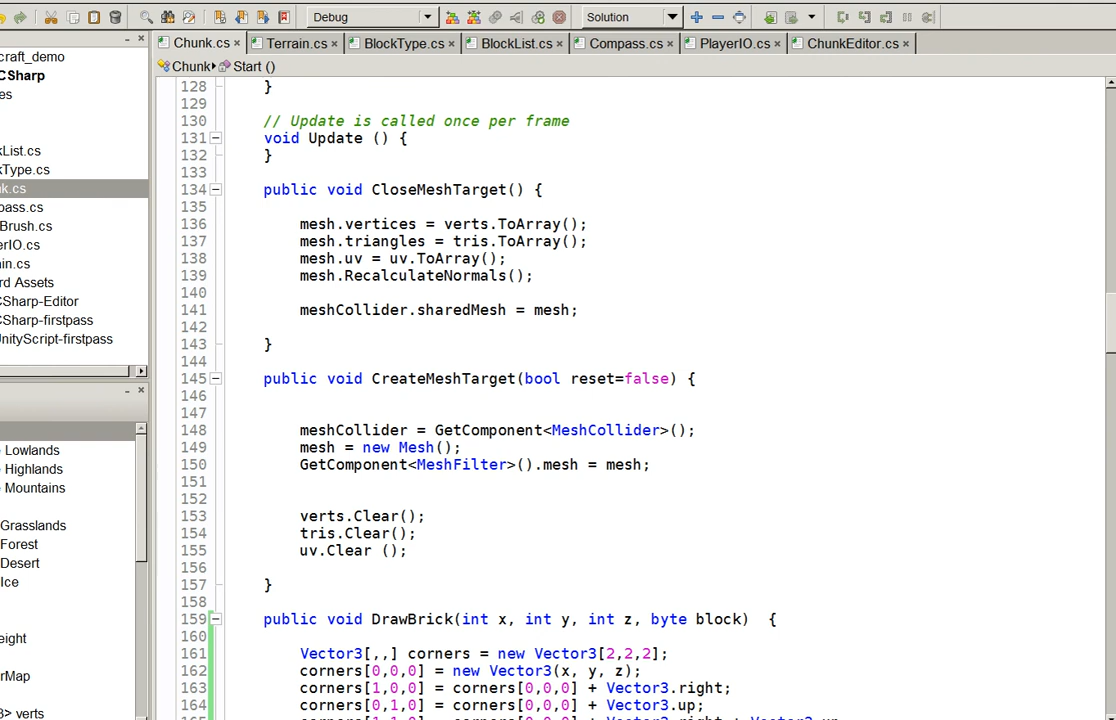 Debug
Solution
Chunk.cs × Terrain.cs × BlockType.cs × BlockList.cs × Compass.cs × PlayerIO.cs × ChunkEditor.cs ×
Chunk Start ()
craft_demo
CSharp
es
kList.cs
kType.cs
nk.cs
pass.cs
Brush.cs
erIO.cs
in.cs
rd Assets
CSharp-Editor
CSharp-firstpass
UnityScript-firstpass
Lowlands
Highlands
Mountains
Grasslands
Forest
Desert
Ice
eight
rMap
> verts
128 }
129
130 // Update is called once per frame
131 void Update () {
132 }
133
134 public void CloseMeshTarget() {
135
136 mesh.vertices = verts.ToArray();
137 mesh.triangles = tris.ToArray();
138 mesh.uv = uv.ToArray();
139 mesh.RecalculateNormals();
140
141 meshCollider.sharedMesh = mesh;
142
143 }
144
145 public void CreateMeshTarget(bool reset=false) {
146
147
148 meshCollider = GetComponent<MeshCollider>();
149 mesh = new Mesh();
150 GetComponent<MeshFilter>().mesh = mesh;
151
152
153 verts.Clear();
154 tris.Clear();
155 uv.Clear ();
156
157 }
158
159 public void DrawBrick(int x, int y, int z, byte block) {
160
161 Vector3[,,] corners = new Vector3[2,2,2];
162 corners[0,0,0] = new Vector3(x, y, z);
163 corners[1,0,0] = corners[0,0,0] + Vector3.right;
164 corners[0,1,0] = corners[0,0,0] + Vector3.up;